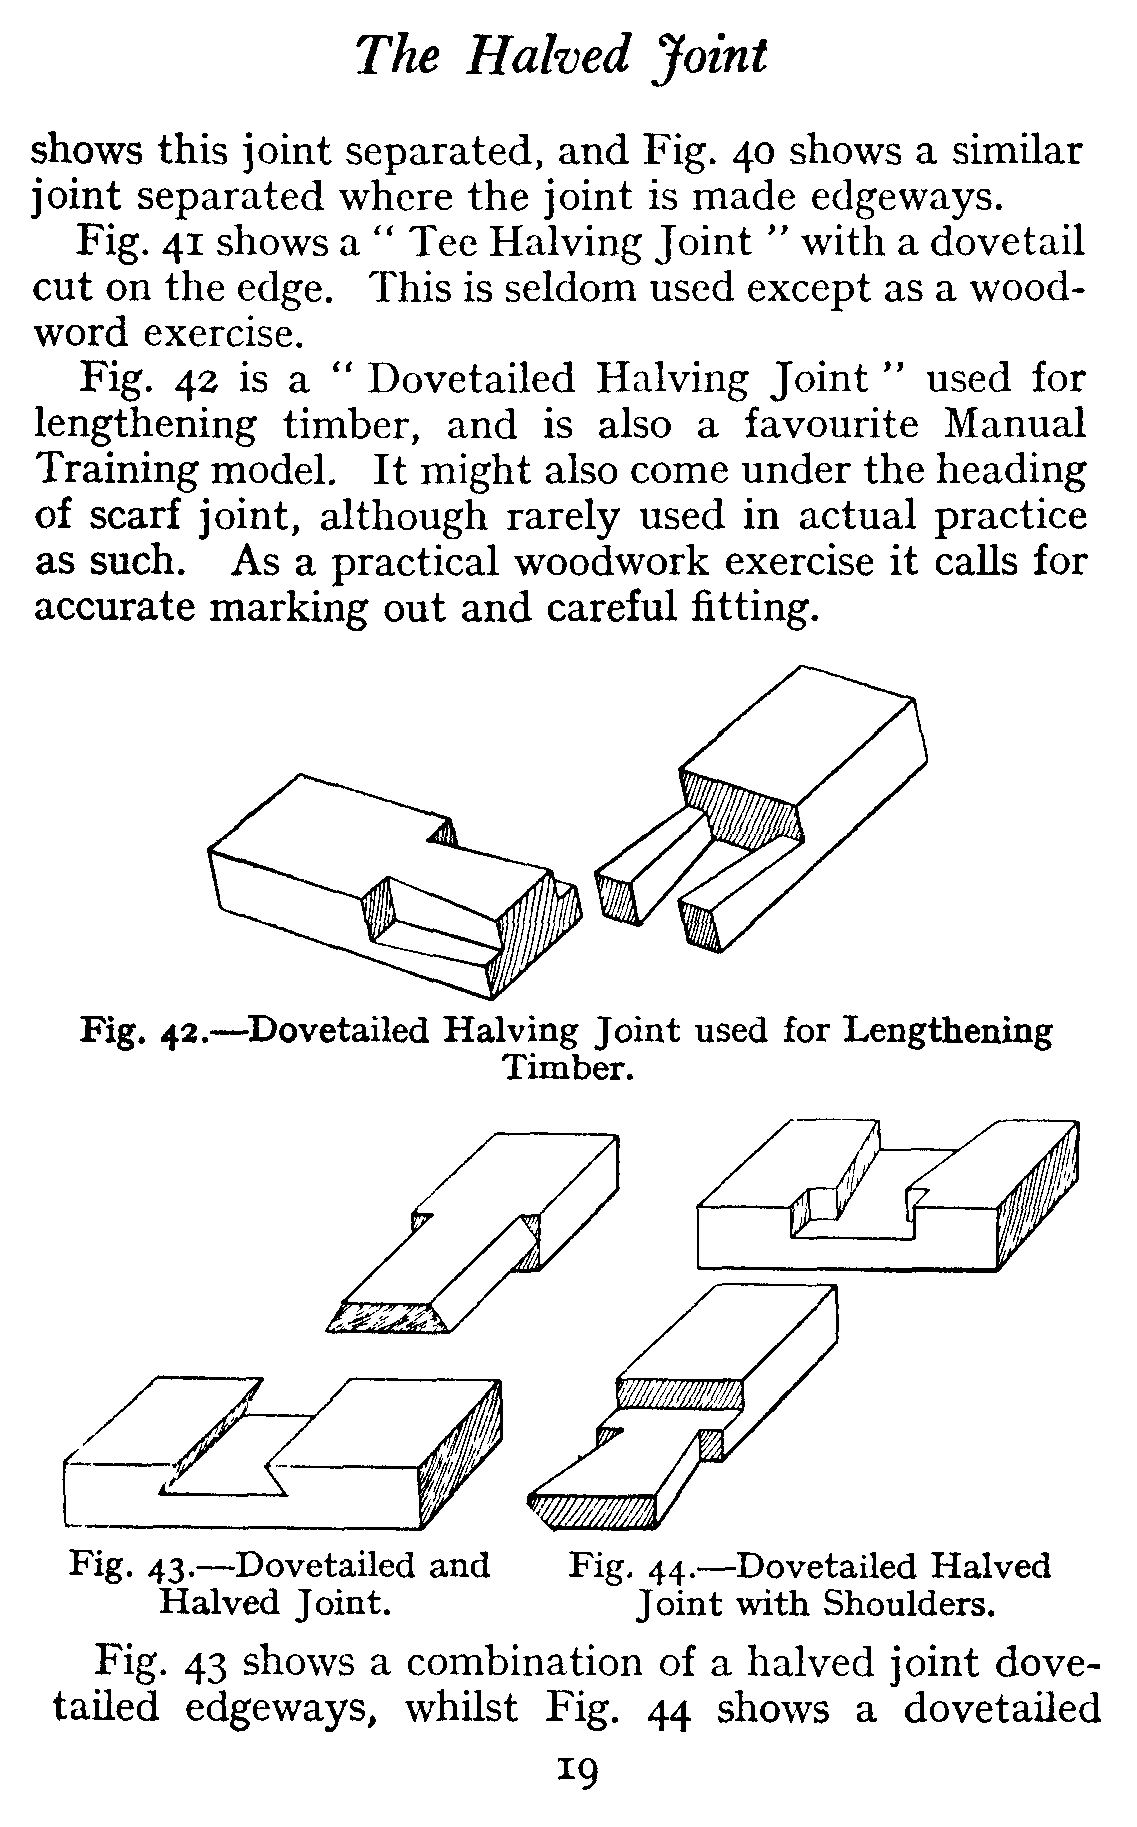 The Halved Joint
shows this joint separated, and Fig. 40 shows a similar
joint separated where the joint is made edgeways.
Fig. 41 shows a “ Tee Halving Joint ” with a dovetail
cut on the edge. This is seldom used except as a wood-
word exercise.
Fig. 42 is a “ Dovetailed Halving Joint ” used for
lengthening timber, and is also a favourite Manual
Training model. It might also come under the heading
of scarf joint, although rarely used in actual practice
as such. As a practical woodwork exercise it calls for
accurate marking out and careful fitting.
Fig. 42.—Dovetailed Halving Joint used for Lengthening
Timber.
Fig. 43.—Dovetailed and
Halved Joint.
Fig. 44.—Dovetailed Halved
Joint with Shoulders.
Fig. 43 shows a combination of a halved joint dove-
tailed edgeways, whilst Fig. 44 shows a dovetailed
19